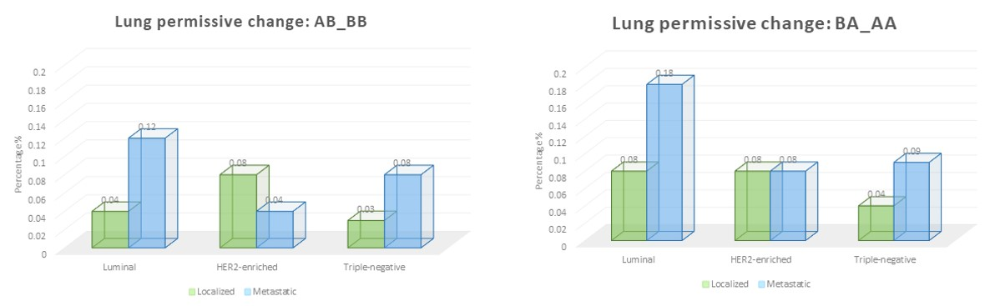 Lung permissive change: AB_BB
0.2
0.18
0.16
0.14
0.12
0.1
0.08
0.06
0.04
0.02
0
Percentage%
0.04
0.12
0.08
0.04
0.03
0.08
Luminal
HER2-enriched
Triple-negative
Localized
Metastatic
Lung permissive change: BA_AA
0.2
0.18
0.16
0.14
0.12
0.1
0.08
0.06
0.04
0.02
0
Percentage%
0.08
0.18
0.08
0.08
0.04
0.09
Luminal
HER2-enriched
Triple-negative
Localized
Metastatic